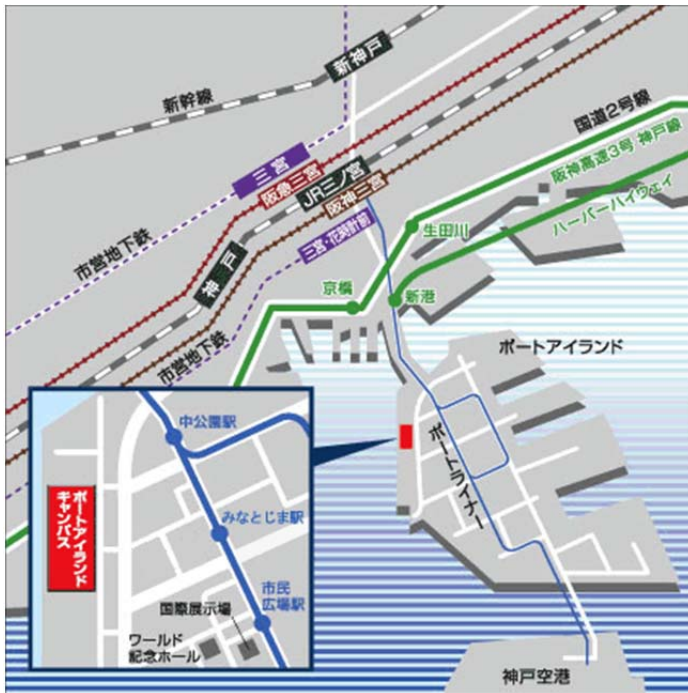 新神戸
新幹線
国道2号線
阪神高速3号 神戸線
ハーバーハイウェイ
三宮
阪急三宮
JR三ノ宮
阪神三宮
三宮・花時計前
市営地下鉄
神戸
生田川
京橋
新港
市営地下鉄
ポートアイランド
ポートライナー
中公園駅
みなとじま駅
市民
広場駅
国際展示場
ワールド
記念ホール
ポートアイランド
キャンパス
神戸空港